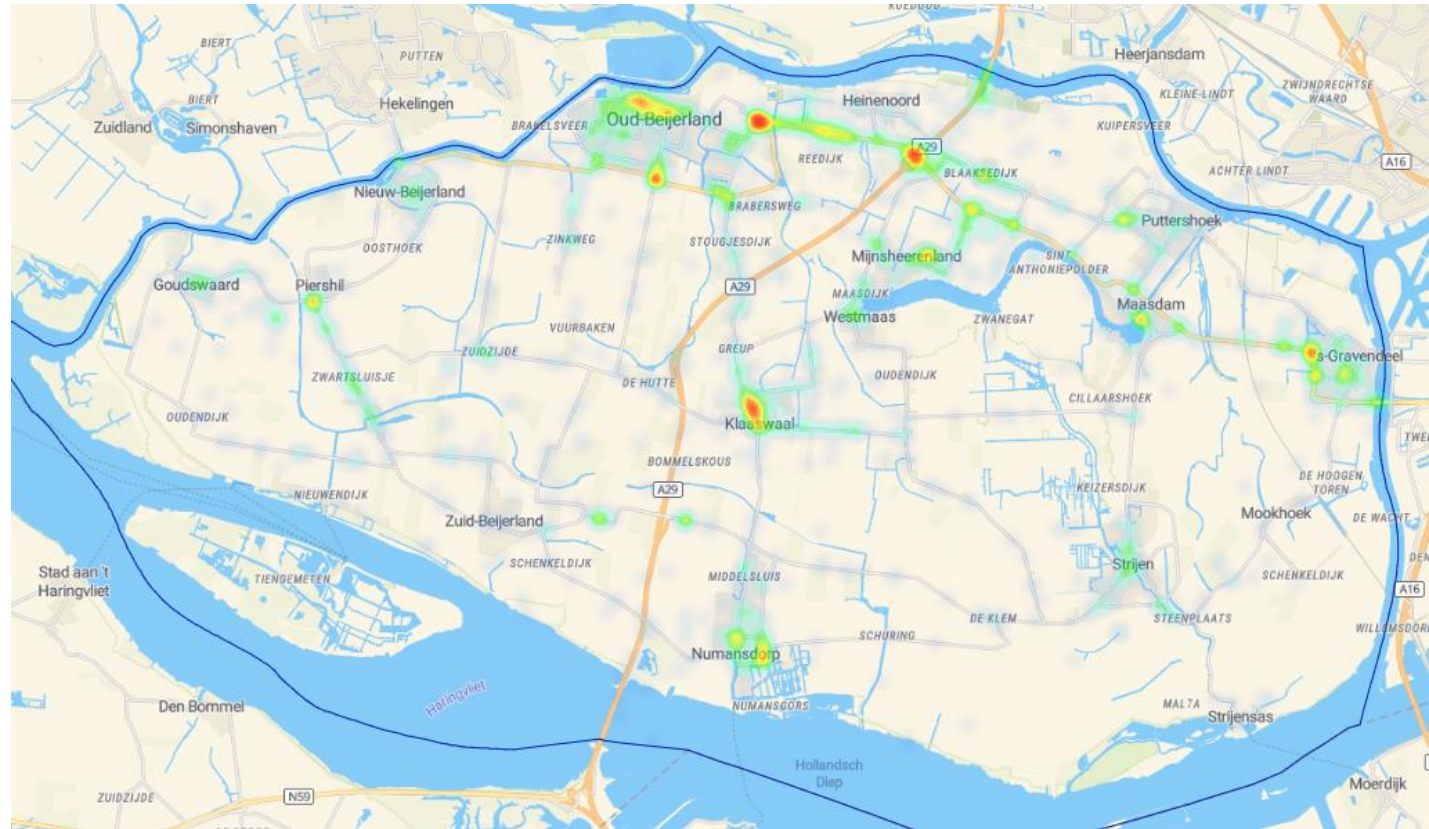 BIERT
PUTTEN
Heerjansdam
ZWIJNDRECHTSE
WAARD
KLEINE-LINDT
BIERT
Hekelingen
Heinenoord
Zuidland
Simonshaven
BRABELSVEER
Oud-Beijerland
KUIPERSVEER
A29
A16
REEDIJK
ACHTER LINDT
BLAAKSEDIJK
Nieuw-Beijerland
BRABERSWEG
Puttershoek
OOSTHOEK
ZINKWEG
STOUGJESDIJK
Mijnsheerenland
SINT
ANTHONIEPOLDER
Goudswaard
Piershil
A29
MAASDIJK
Maasdam
Westmaas
ZWANEGAT
VUURBAKEN
GREUP
ZUIDZIJDE
s-Gravendeel
ZWARTSLUISJE
DE HUTTE
OUDENDIJK
CILLAARSHOEK
OUDENDIJK
Klaaswaal
TWEE
BOMMELSKOUS
DE HOOGEN
TOREN
NIEUWENDIJK
A29
KEIZERSDIJK
Mookhoek
DE WACHT
Zuid-Beijerland
SCHENKELDIJK
Strijen
Stad aan 't
Haringvliet
TIENGEMETEN
MIDDELSLUIS
SCHENKELDIJK
A16
DE KLEM
STEENPLAATS
SCHURING
WILLEMSDORP
Numansdorp
Haringvliet
Den Bommel
NUMANSGORS
MALTA
Strijensas
Hollandsch
Diep
Moerdijk
ZUIDZIJDE
N59